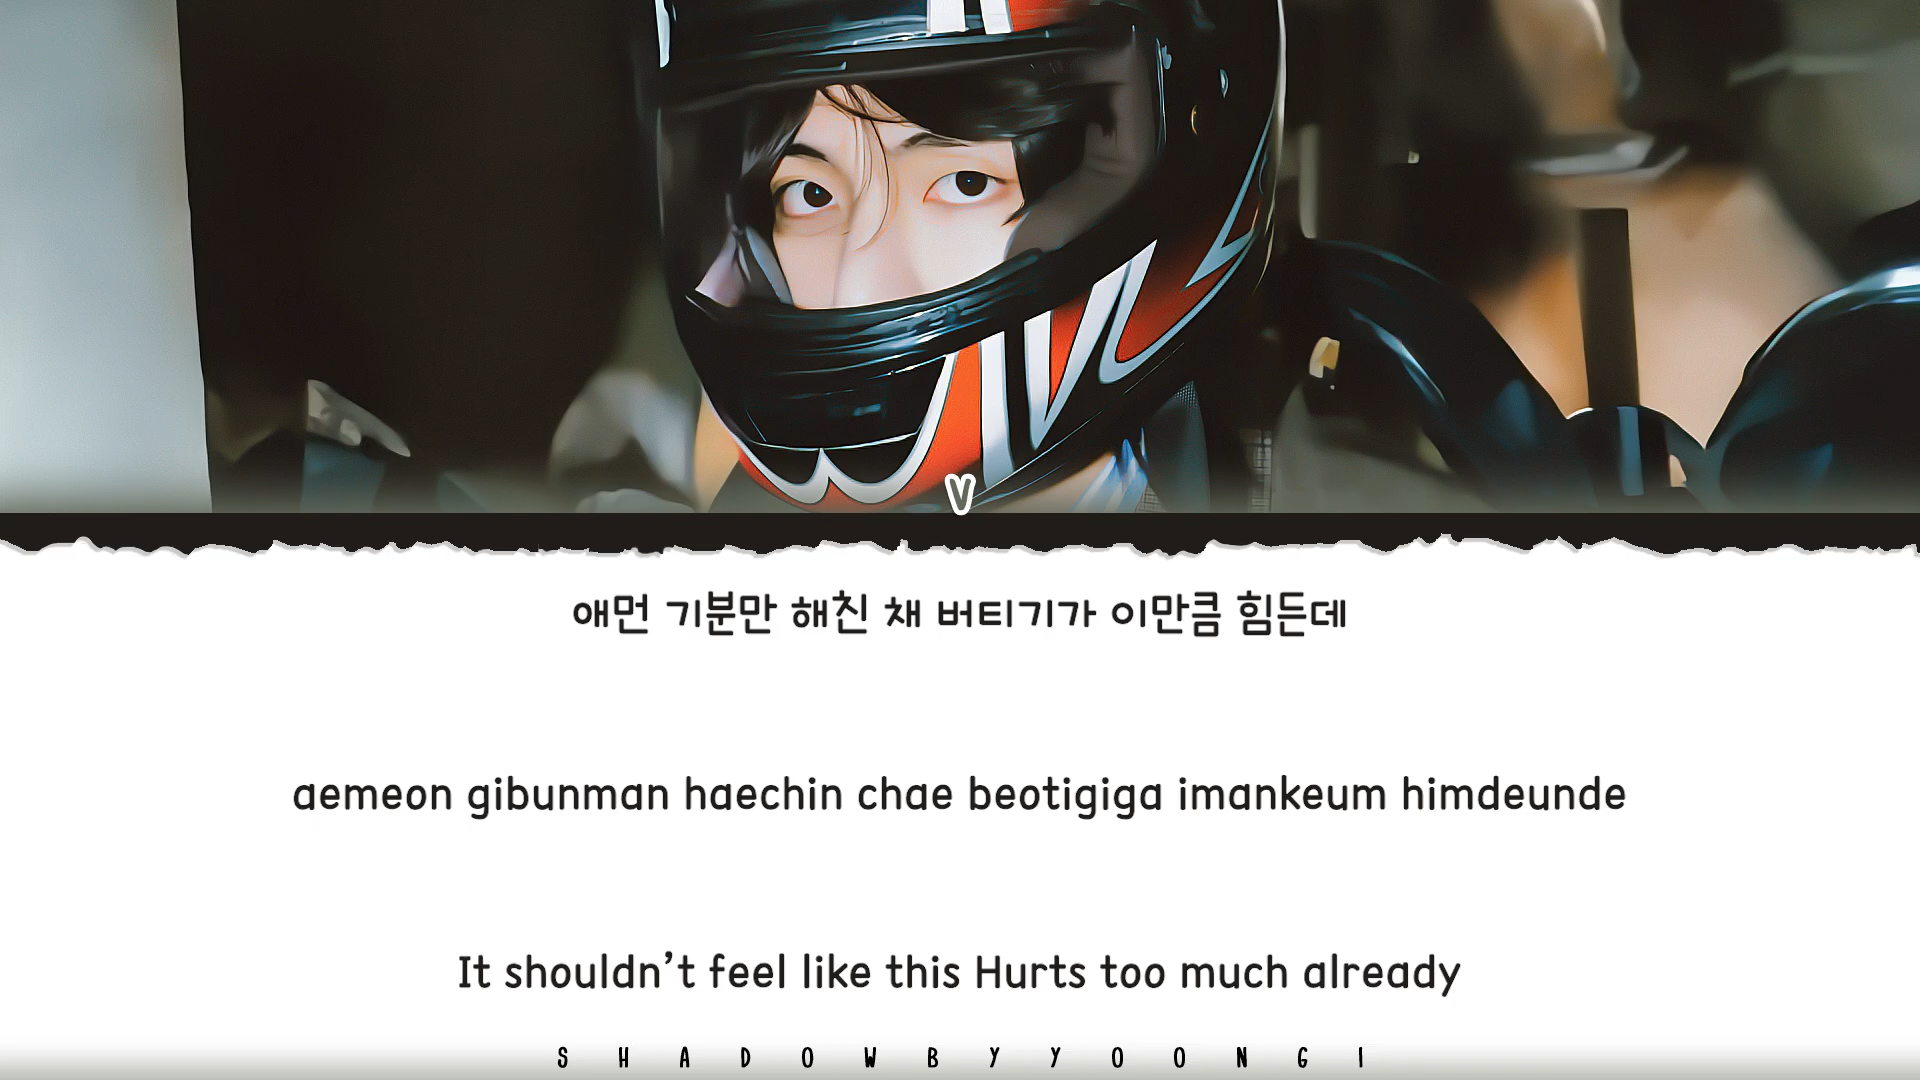 V
애먼 기분만 해친 채 버티기가 이만큼 힘든데
aemeon gibunman haechin chae beotigiga imankeum himdeunde
It shouldn’t feel like this Hurts too much already
S H A D O W B Y Y O O N G I